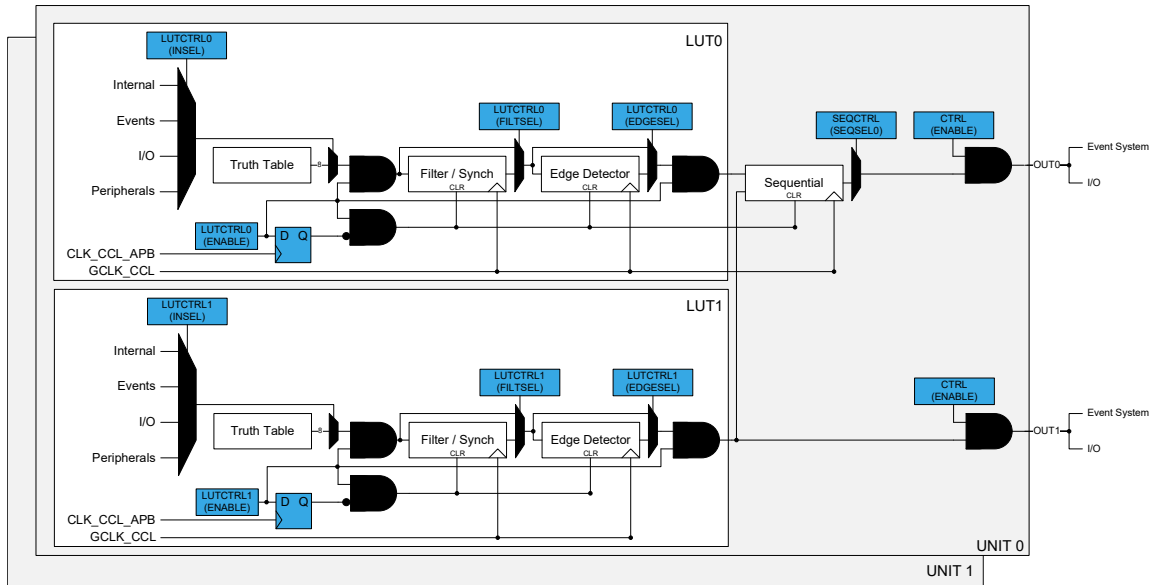 LUT0
LUTCTRL0
(INSEL)
Internal
Events
I/O
Peripherals
Truth Table
8
LUTCTRL0
(FILTSEL)
LUTCTRL0
(EDGESEL)
Filter / Synch
CLR
Edge Detector
CLR
LUTCTRL0
(ENABLE)
D Q
CLK_CCL_APB
GCLK_CCL
SEQCTRL
(SEQSEL0)
Sequential
CLR
CTRL
(ENABLE)
OUT0
Event System
I/O
LUT1
LUTCTRL1
(INSEL)
Internal
Events
I/O
Peripherals
Truth Table
8
LUTCTRL1
(FILTSEL)
LUTCTRL1
(EDGESEL)
Filter / Synch
CLR
Edge Detector
CLR
LUTCTRL1
(ENABLE)
D Q
CLK_CCL_APB
GCLK_CCL
CTRL
(ENABLE)
OUT1
Event System
I/O
UNIT 0
UNIT 1